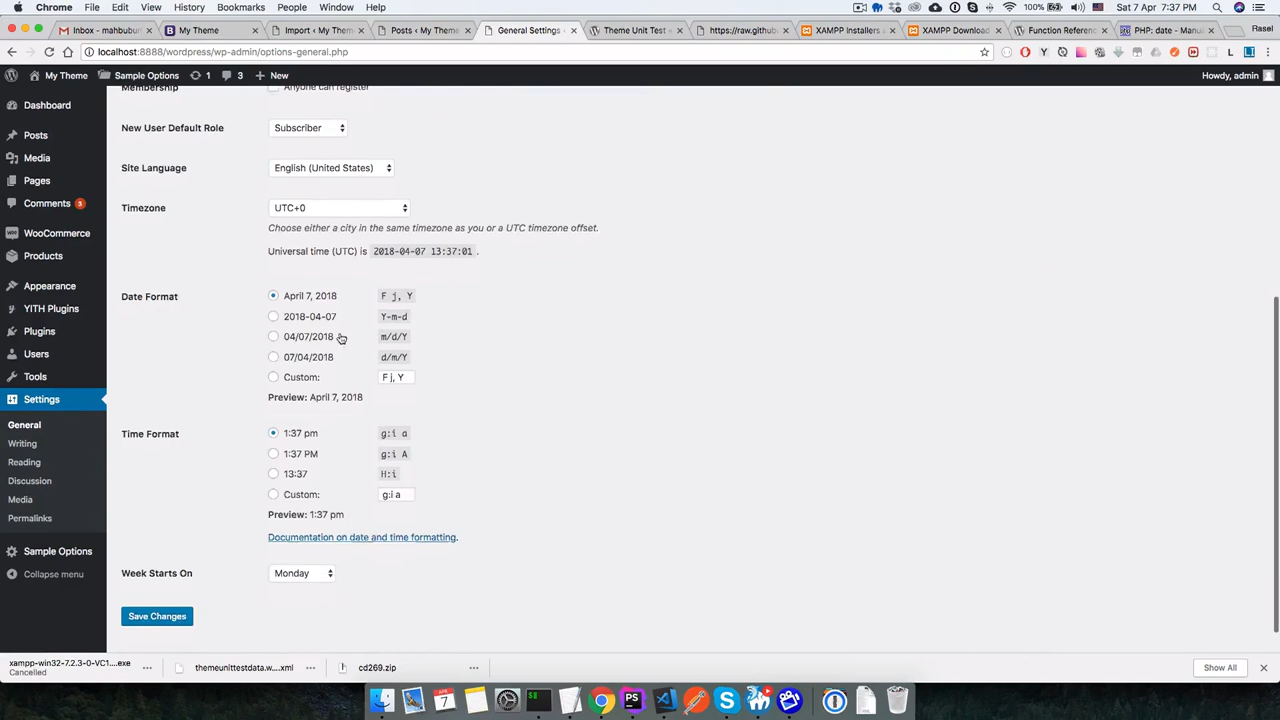 Chrome File Edit View History Bookmarks People Window Help
100% Sat 7 Apr 7:37 PM
Inbox - mahbubur My Theme Import ‹ My Them Posts ‹ My Theme General Settings ‹ Theme Unit Test « https://raw.github XAMPP Installers a XAMPP Download Function Referenc PHP: date - Manu Rasel
localhost:8888/wordpress/wp-admin/options-general.php
My Theme Sample Options 1 3 New Howdy, admin
Dashboard
Posts
Media
Pages
Comments 3
WooCommerce
Products
Appearance
YITH Plugins
Plugins
Users
Tools
Settings
General
Writing
Reading
Discussion
Media
Permalinks
Sample Options
Collapse menu
Membership Anyone can register
New User Default Role Subscriber
Site Language English (United States)
Timezone UTC+0
Choose either a city in the same timezone as you or a UTC timezone offset.
Universal time (UTC) is 2018-04-07 13:37:01 .
Date Format April 7, 2018 F j, Y
2018-04-07 Y-m-d
04/07/2018 m/d/Y
07/04/2018 d/m/Y
Custom: F j, Y
Preview: April 7, 2018
Time Format 1:37 pm g:i a
1:37 PM g:i A
13:37 H:i
Custom: g:i a
Preview: 1:37 pm
Documentation on date and time formatting.
Week Starts On Monday
Save Changes
xampp-win32-7.2.3-0-VC1....exe
Cancelled
themeunittestdata.w....xml
cd269.zip
Show All